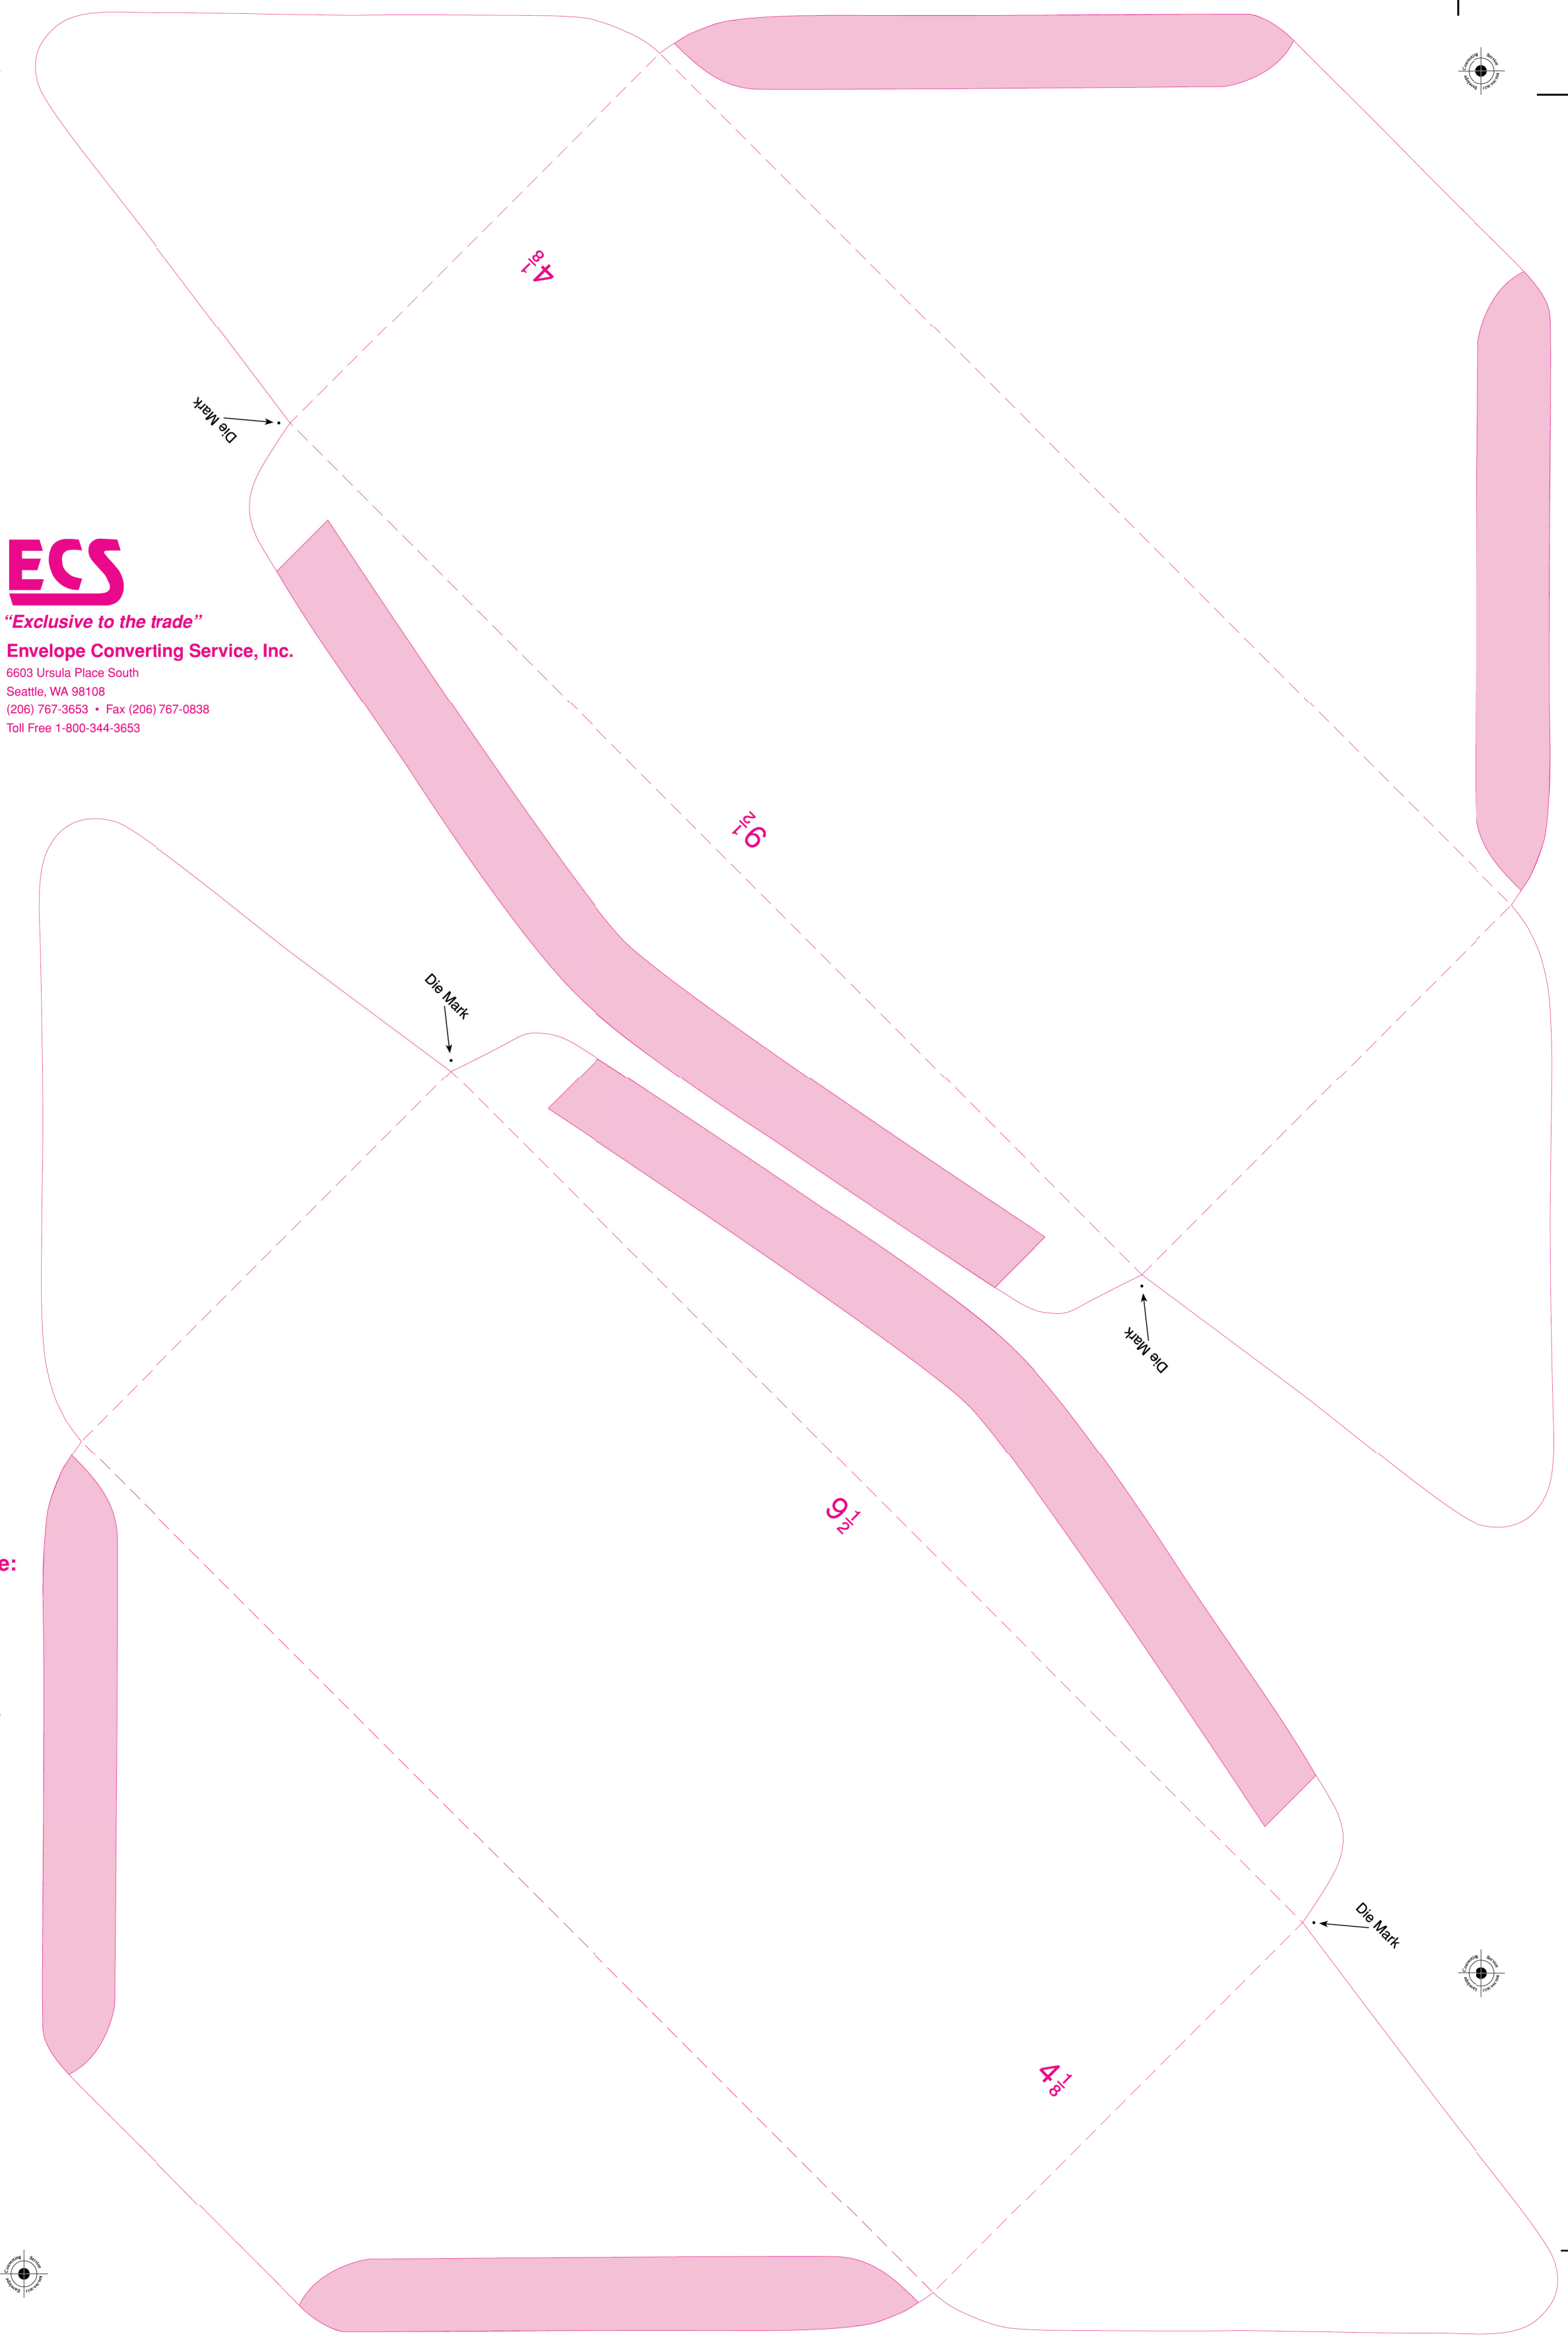 4 1/8
Die Mark
ECS
“Exclusive to the trade”
Envelope Converting Service, Inc.
6603 Ursula Place South
Seattle, WA 98108
(206) 767-3653 • Fax (206) 767-0838
Toll Free 1-800-344-3653
9 1/2
Die Mark
Die Mark
9 1/2
e:
Die Mark
4 1/8